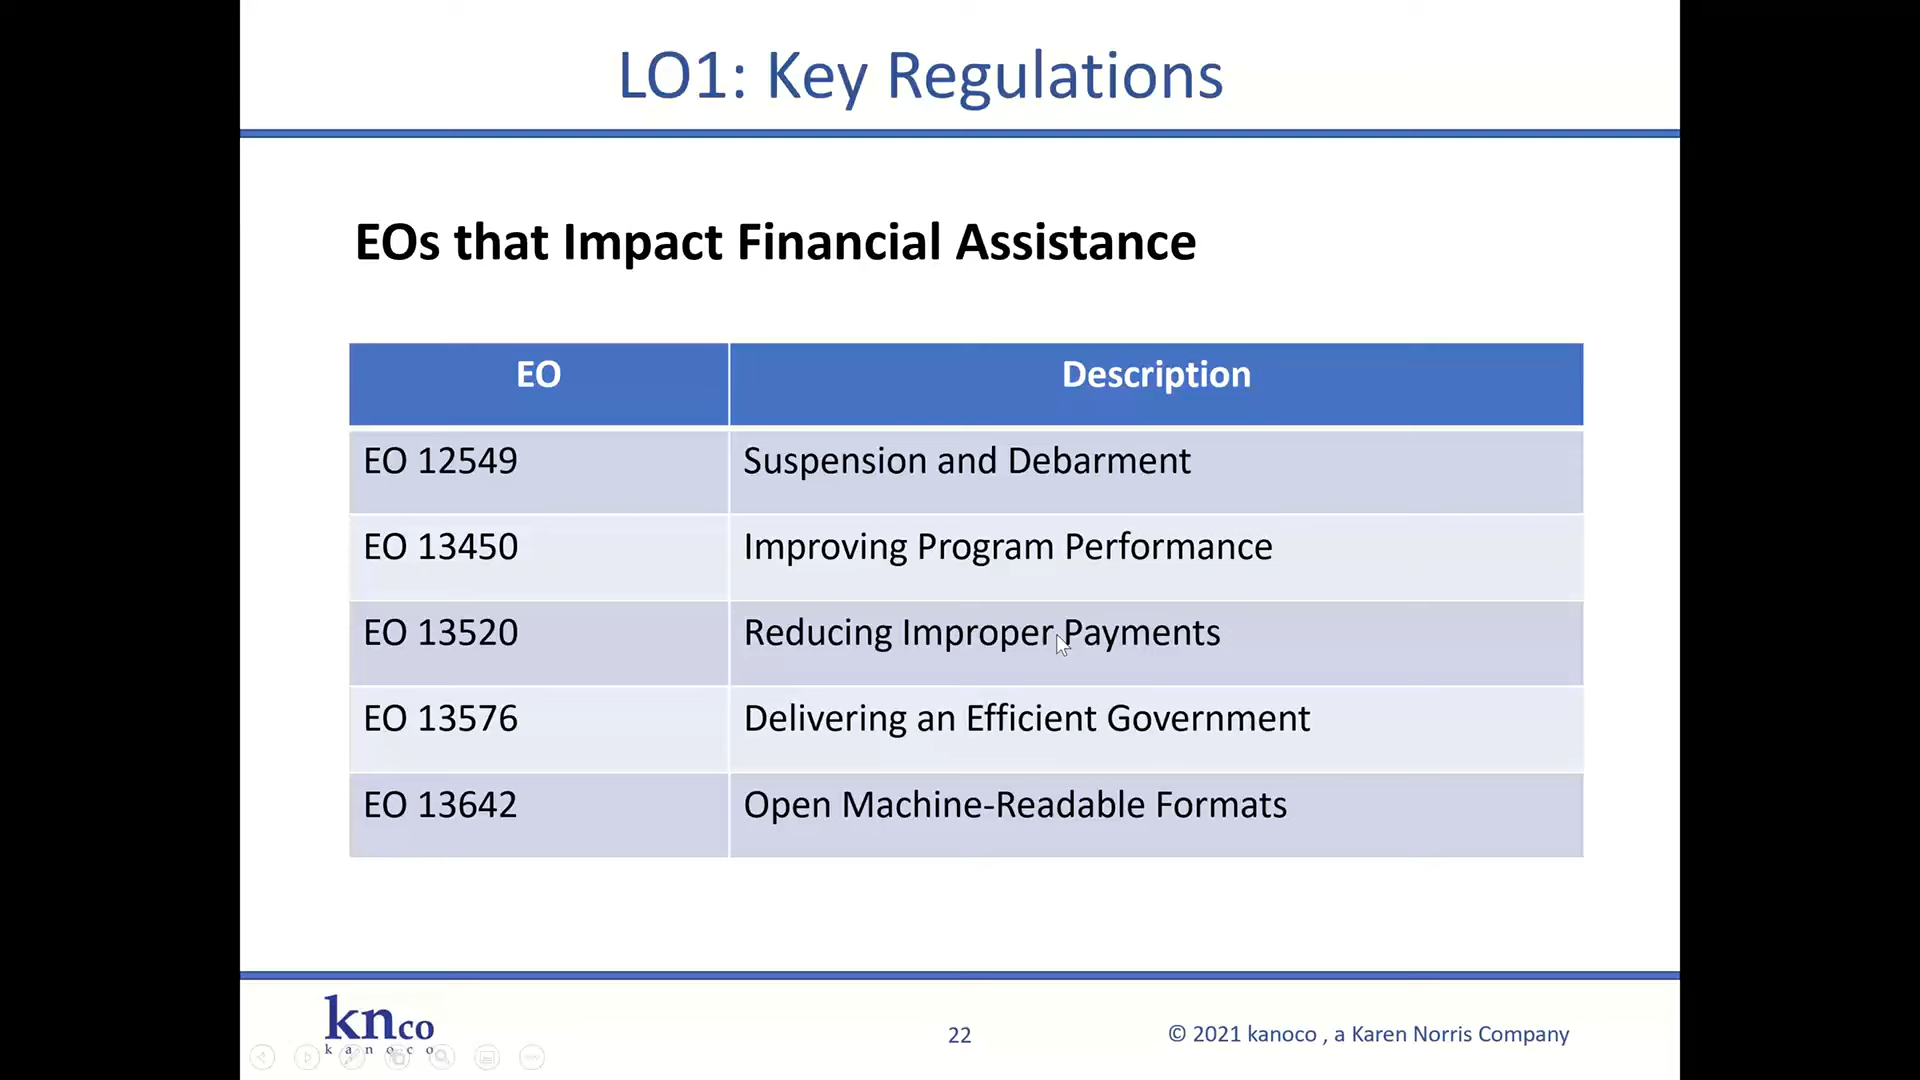 LO1: Key Regulations
EOs that Impact Financial Assistance
EO Description
EO 12549 Suspension and Debarment
EO 13450 Improving Program Performance
EO 13520 Reducing Improper Payments
EO 13576 Delivering an Efficient Government
EO 13642 Open Machine-Readable Formats
knco
kanoco
22
© 2021 kanoco , a Karen Norris Company